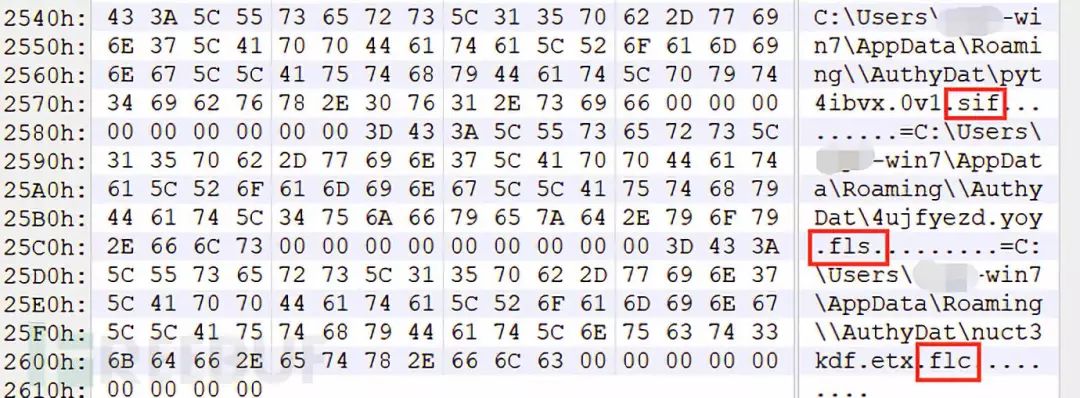 2540h: 43 3A 5C 55 73 65 72 73 5C 31 35 70 62 2D 77 69 C:\Users\ -wi
2550h: 6E 37 5C 41 70 70 44 61 74 61 5C 52 6F 61 6D 69 n7\AppData\Roami
2560h: 6E 67 5C 5C 41 75 74 68 79 44 61 74 5C 70 79 74 ng\\AuthyDat\pyt
2570h: 34 69 62 76 78 2E 30 76 31 2E 73 69 66 00 00 00 4ibvx.0v1.sif...
2580h: 00 00 00 00 00 00 3D 43 3A 5C 55 73 65 72 73 5C ......=C:\Users\
2590h: 31 35 70 62 2D 77 69 6E 37 5C 41 70 70 44 61 74 -win7\AppDat
25A0h: 61 5C 52 6F 61 6D 69 6E 67 5C 5C 41 75 74 68 79 a\Roaming\\Authy
25B0h: 44 61 74 5C 34 75 6A 66 79 65 7A 64 2E 79 6F 79 Dat\4ujfyezd.yoy
25C0h: 2E 66 6C 73 00 00 00 00 00 00 00 00 00 3D 43 3A .fls.........=C:
25D0h: 5C 55 73 65 72 73 5C 31 35 70 62 2D 77 69 6E 37 \Users\ -win7
25E0h: 5C 41 70 70 44 61 74 61 5C 52 6F 61 6D 69 6E 67 \AppData\Roaming
25F0h: 5C 5C 41 75 74 68 79 44 61 74 5C 6E 75 63 74 33 \\AuthyDat\nuct3
2600h: 6B 64 66 2E 65 74 78 2E 66 6C 63 00 00 00 00 00 kdf.etx.flc.....
2610h: 00 00 00 00 ....
FREEBUF